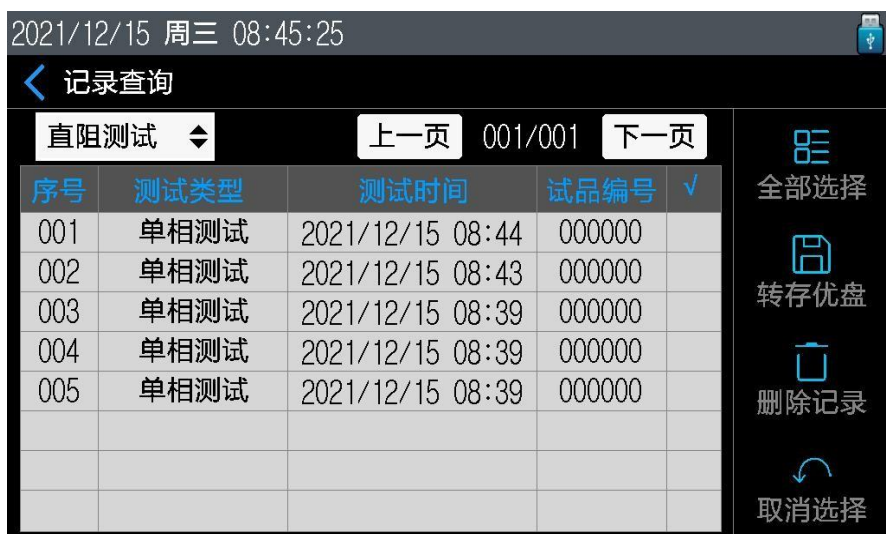 2021/12/15 周三 08:45:25
记录查询
直阻测试 上一页 001/001 下一页
序号 测试类型 测试时间 试品编号 √
001 单相测试 2021/12/15 08:44 000000
002 单相测试 2021/12/15 08:43 000000
003 单相测试 2021/12/15 08:39 000000
004 单相测试 2021/12/15 08:39 000000
005 单相测试 2021/12/15 08:39 000000
全部选择
转存优盘
删除记录
取消选择